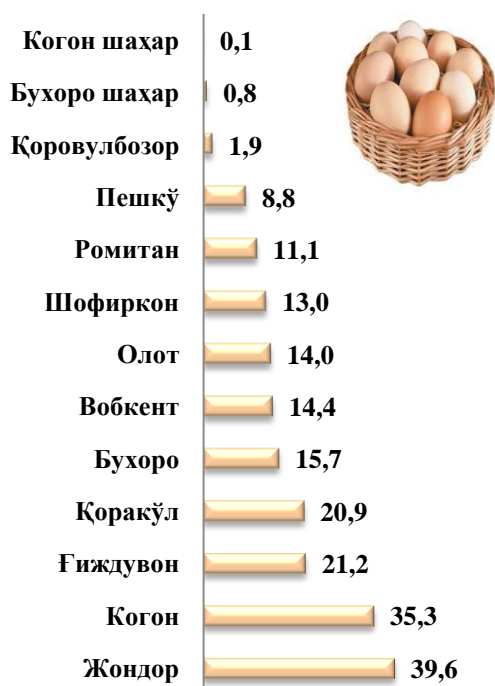 Когон шаҳар 0,1
Бухоро шаҳар 0,8
Қоровулбозор 1,9
Пешкў 8,8
Ромитан 11,1
Шофиркон 13,0
Олот 14,0
Вобкент 14,4
Бухоро 15,7
Қоракўл 20,9
Ғиждувон 21,2
Когон 35,3
Жондор 39,6